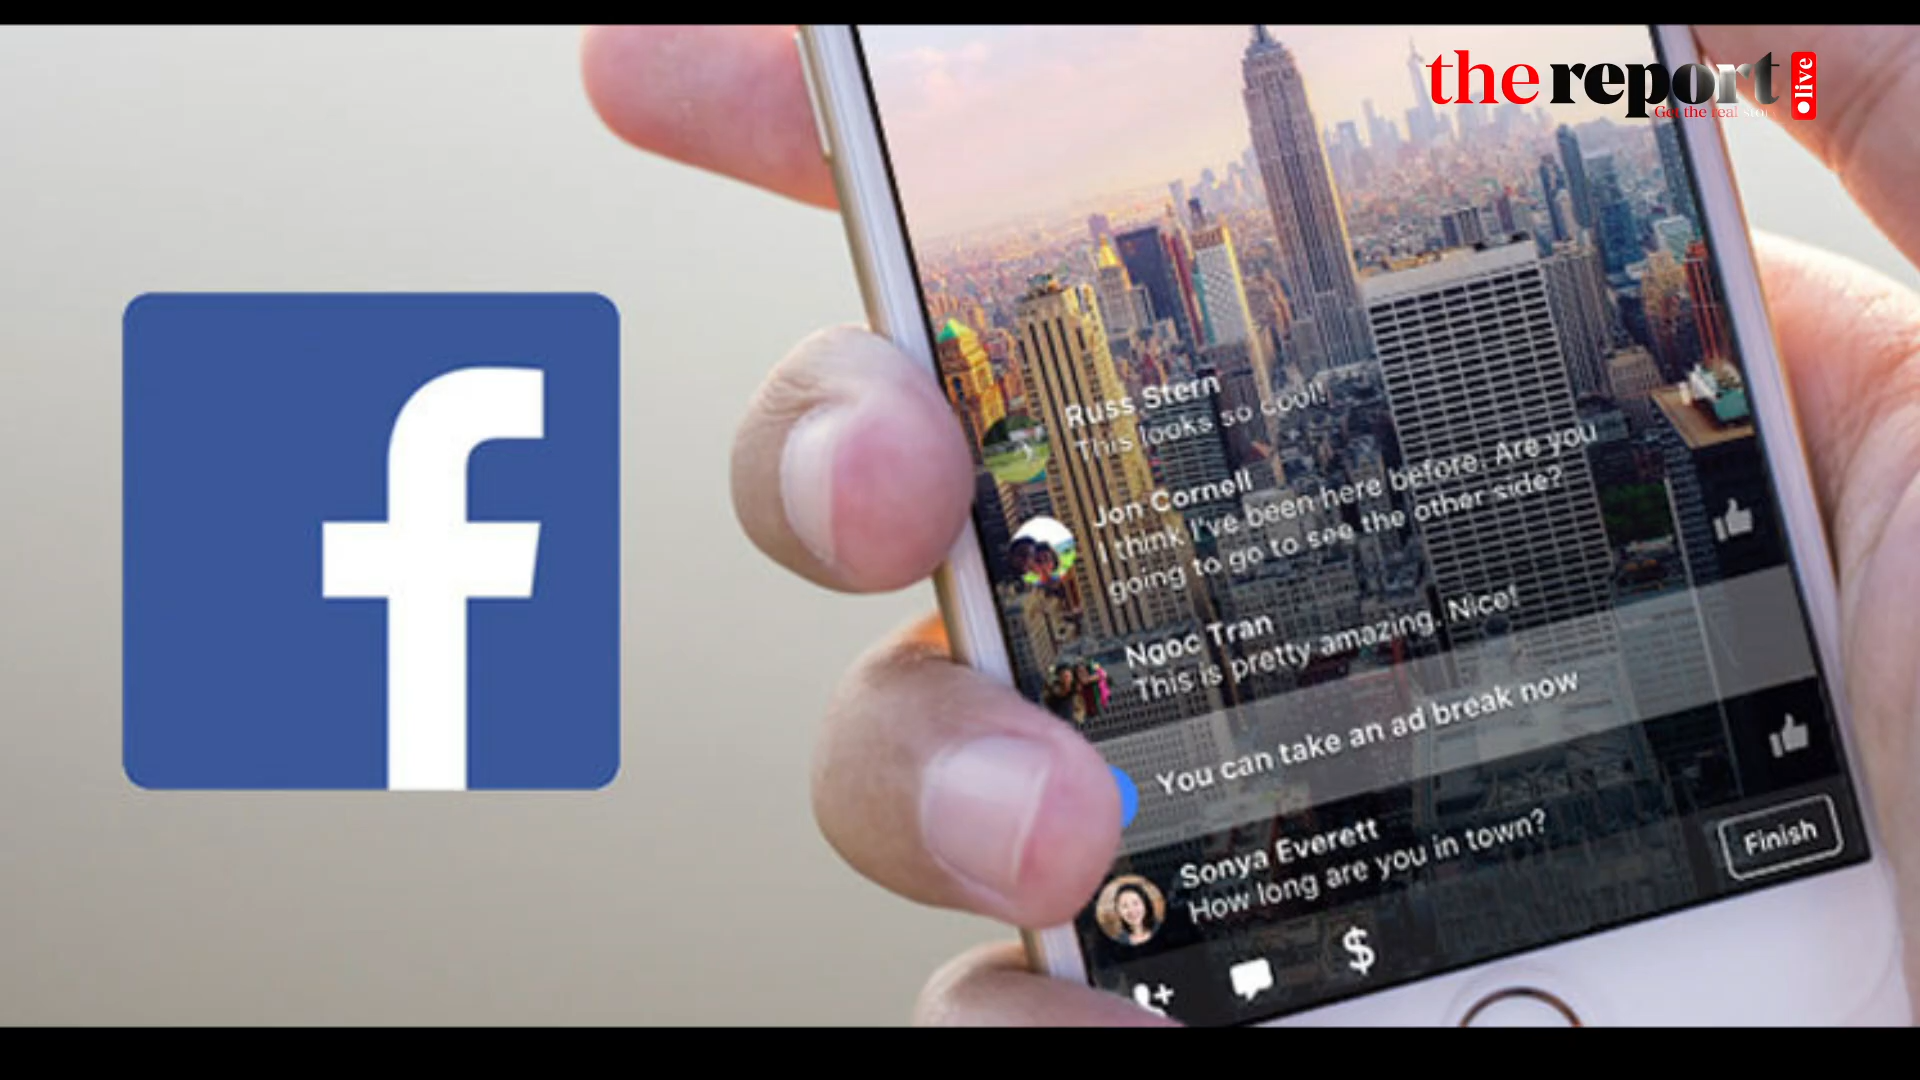 the report live
Get the real
Russ Stern
This looks so cool!
Jon Cornell
I think I've been here before. Are you
going to go to see the other side?
Ngoc Tran
This is pretty amazing. Nice!
You can take an ad break now
Sonya Everett
How long are you in town?
Finish
$
f